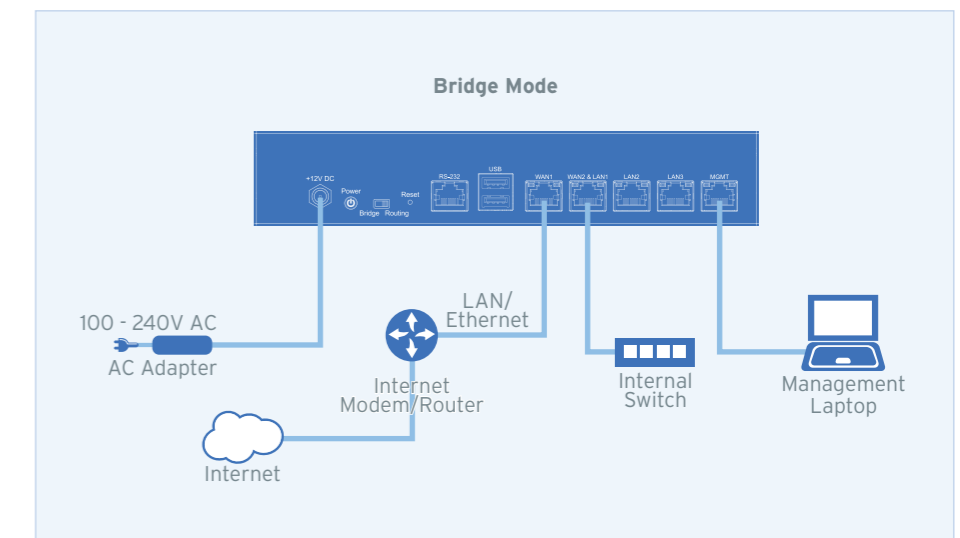 Bridge Mode
+12V DC
Power
Bridge Routing
Reset
RS-232
USB
WAN1
WAN2 & LAN1
LAN2
LAN3
MGMT
100 - 240V AC
AC Adapter
LAN/
Ethernet
Internet
Modem/Router
Internet
Internal
Switch
Management
Laptop